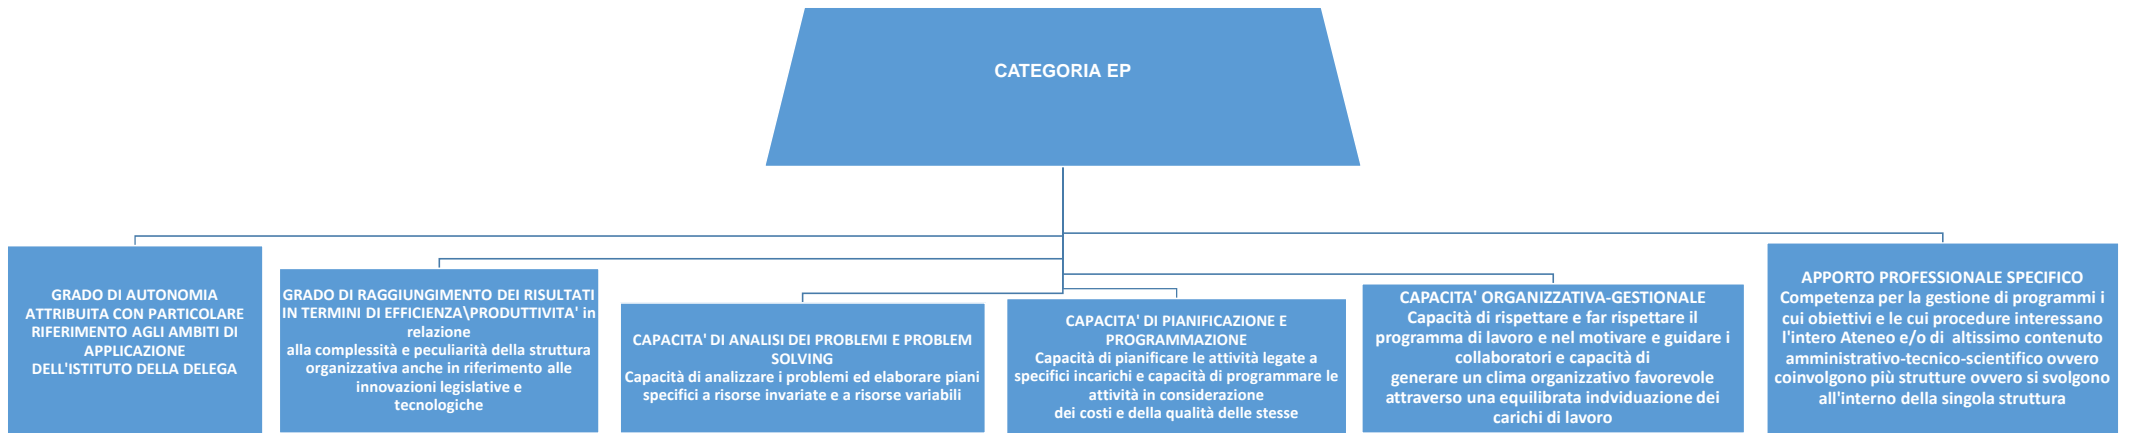 CATEGORIA EP
GRADO DI AUTONOMIA
ATTRIBUITA CON PARTICOLARE
RIFERIMENTO AGLI AMBITI DI
APPLICAZIONE
DELL'ISTITUTO DELLA DELEGA
GRADO DI RAGGIUNGIMENTO DEI RISULTATI
IN TERMINI DI EFFICIENZA\PRODUTTIVITA' in
relazione
alla complessità e peculiarità della struttura
organizzativa anche in riferimento alle
innovazioni legislative e
tecnologiche
CAPACITA' DI ANALISI DEI PROBLEMI E PROBLEM
SOLVING
Capacità di analizzare i problemi ed elaborare piani
specifici a risorse invariate e a risorse variabili
CAPACITA' DI PIANIFICAZIONE E
PROGRAMMAZIONE
Capacità di pianificare le attività legate a
specifici incarichi e capacità di programmare le
attività in considerazione
dei costi e della qualità delle stesse
CAPACITA' ORGANIZZATIVA-GESTIONALE
Capacità di rispettare e far rispettare il
programma di lavoro e nel motivare e guidare i
collaboratori e capacità di
generare un clima organizzativo favorevole
attraverso una equilibrata indviduazione dei
carichi di lavoro
APPORTO PROFESSIONALE SPECIFICO
Competenza per la gestione di programmi i
cui obiettivi e le cui procedure interessano
l'intero Ateneo e/o di altissimo contenuto
amministrativo-tecnico-scientifico ovvero
coinvolgono più strutture ovvero si svolgono
all'interno della singola struttura